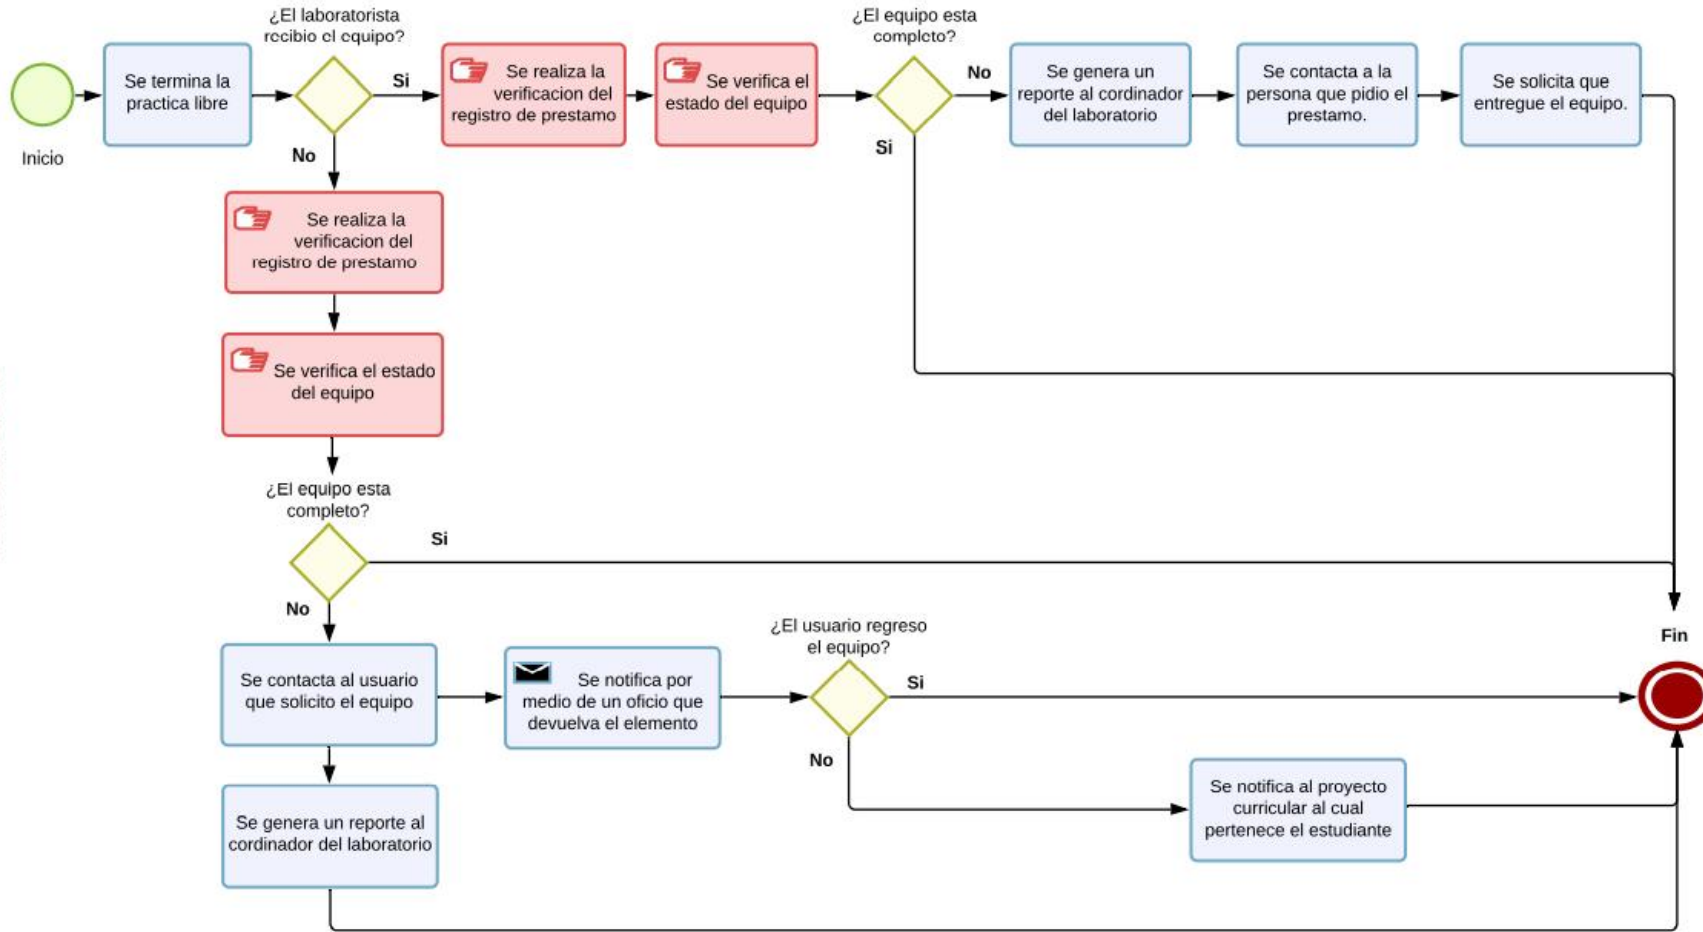 ¿El laboratorista
recibio el equipo?
¿El equipo esta
completo?
Inicio
Se termina la
practica libre
Si
Se realiza la
verificacion del
registro de prestamo
Se verifica el
estado del equipo
No
Se genera un
reporte al cordinador
del laboratorio
Se contacta a la
persona que pidio el
prestamo.
Se solicita que
entregue el equipo.
No
Si
Se realiza la
verificacion del
registro de prestamo
Se verifica el estado
del equipo
¿El equipo esta
completo?
Si
No
Se contacta al usuario
que solicito el equipo
Se notifica por
medio de un oficio que
devuelva el elemento
¿El usuario regreso
el equipo?
Si
Fin
No
Se notifica al proyecto
curricular al cual
pertenece el estudiante
Se genera un reporte al
cordinador del laboratorio